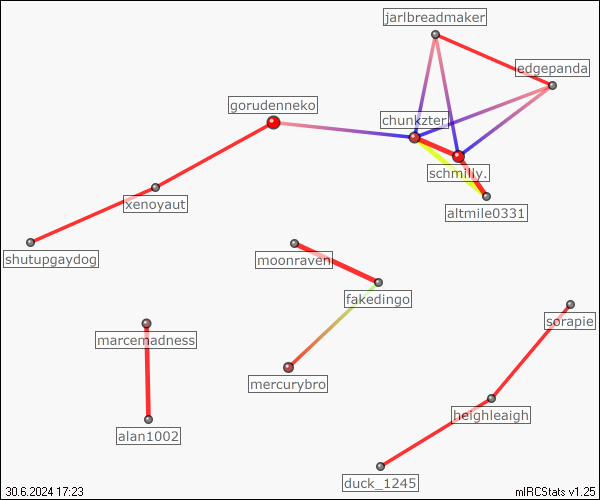 jarlbreadmaker
edgepanda
gorudenneko
chunkzter
schmilly.
xenoyaut
altmile0331
shutupgaydog
moonraven
fakedingo
sorapie
marcemadness
mercurybro
heighleaigh
alan1002
duck_1245
30.6.2024 17:23
mIRCStats v1.25